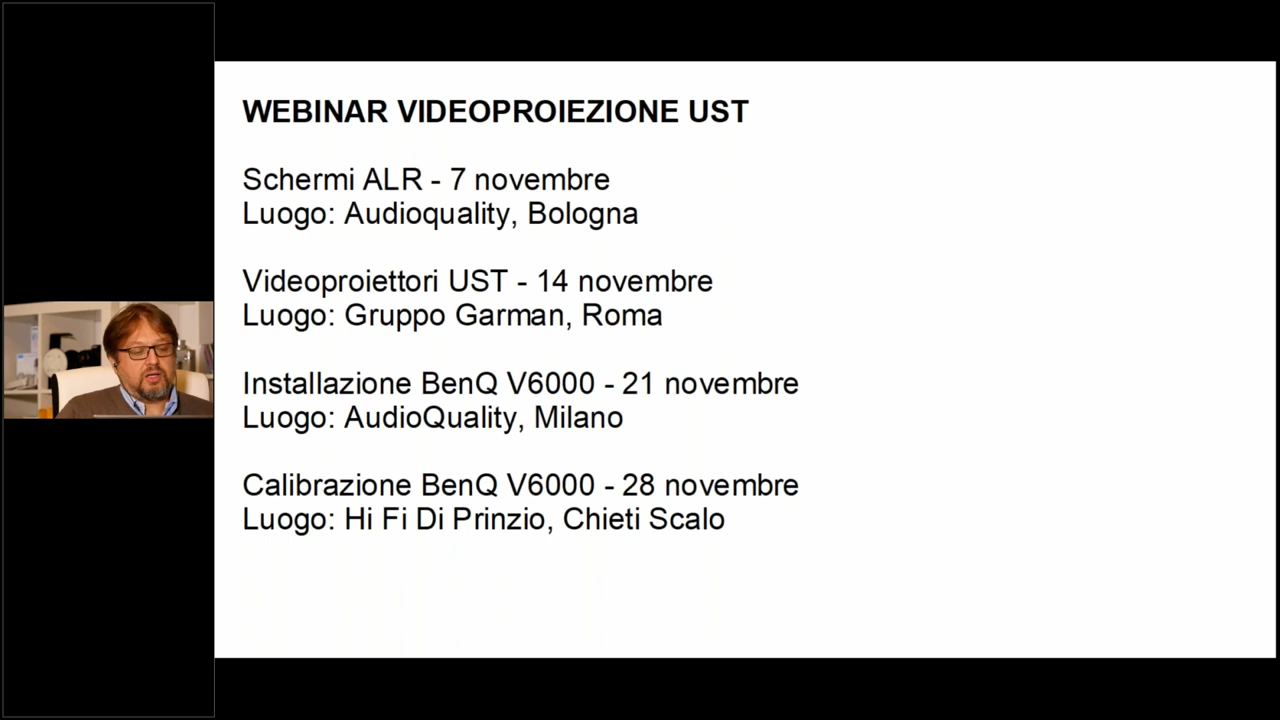 WEBINAR VIDEOPROIEZIONE UST
Schermi ALR - 7 novembre
Luogo: Audioquality, Bologna
Videoproiettori UST - 14 novembre
Luogo: Gruppo Garman, Roma
Installazione BenQ V6000 - 21 novembre
Luogo: AudioQuality, Milano
Calibrazione BenQ V6000 - 28 novembre
Luogo: Hi Fi Di Prinzio, Chieti Scalo